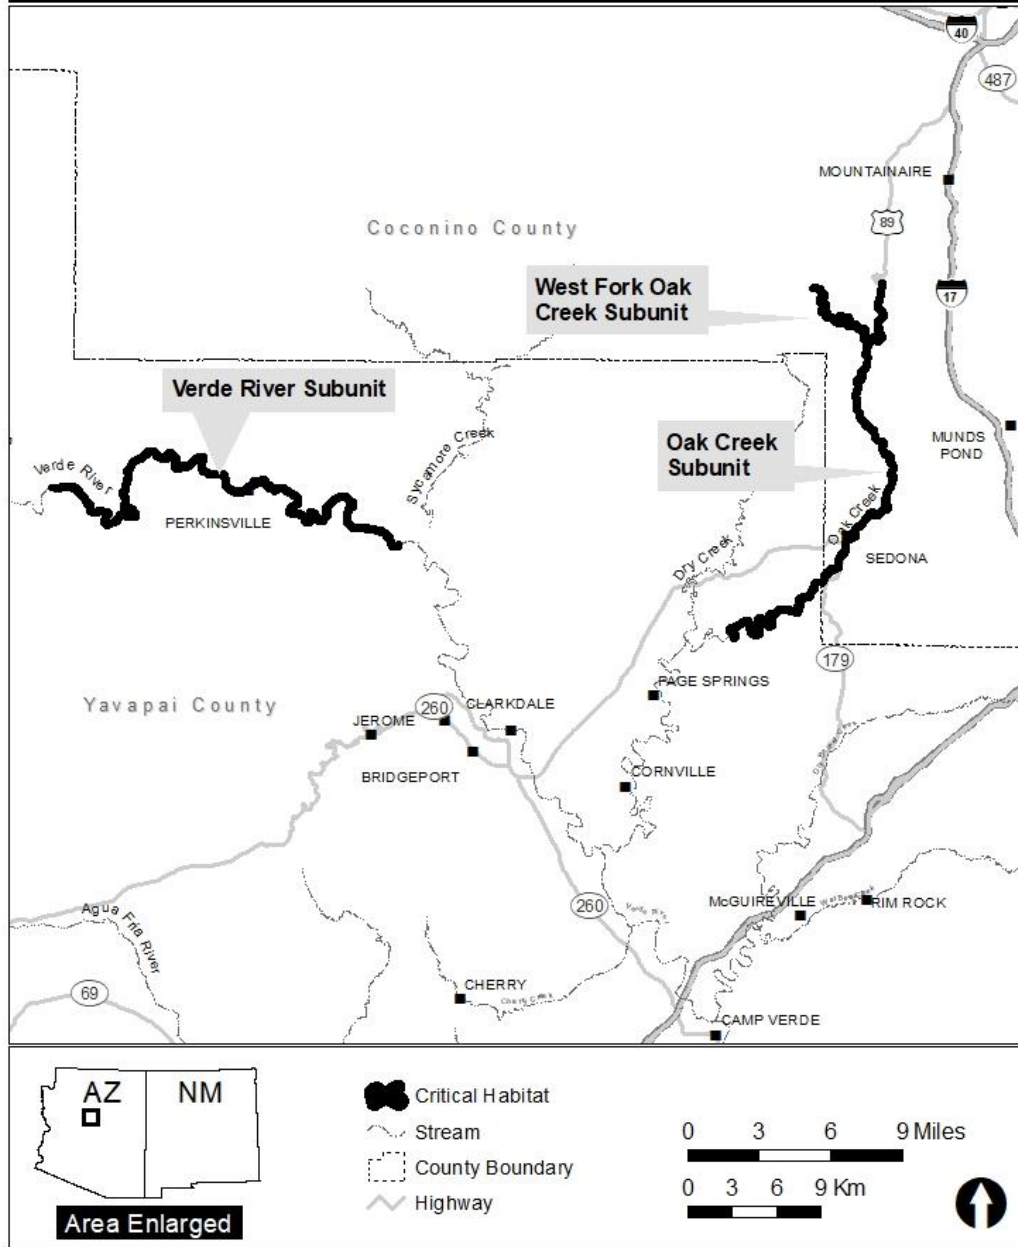 40
487
MOUNTAINAIRE
89
Coconino County
West Fork Oak
Creek Subunit
17
Verde River Subunit
Oak Creek
Subunit
MUNDS
POND
Sycamore Creek
Verde River
PERKINSVILLE
Oak Creek
Dry Creek
SEDONA
179
PAGE SPRINGS
Yavapai County
260
CLARKDALE
JEROME
BRIDGEPORT
CORNVILLE
260
McGUIREVILLE
RIM ROCK
Agua Fria
River
CHERRY
Cherry Creek
69
CAMP VERDE
AZ
NM
Area Enlarged
Critical Habitat
Stream
County Boundary
Highway
0 3 6 9 Miles
0 3 6 9 Km